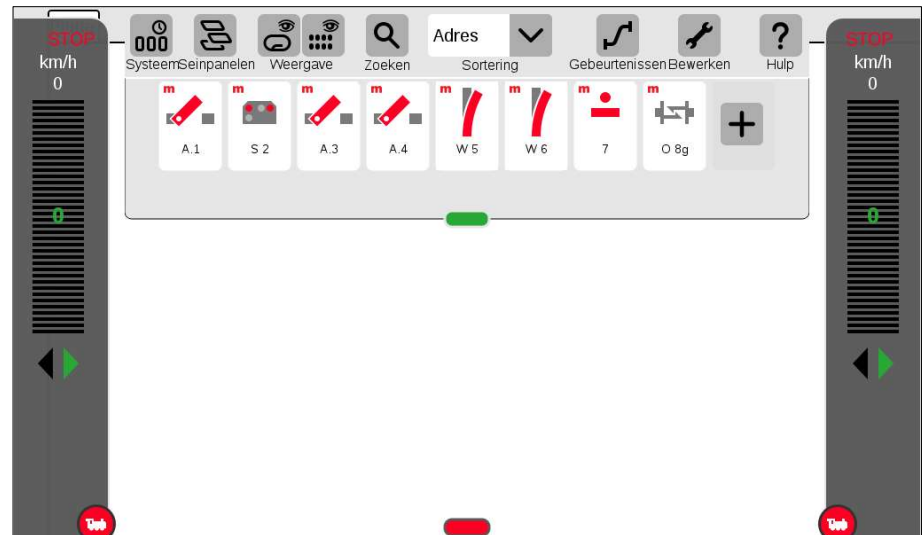 STOP
km/h
0
0
Adres
Systeem Seinpanelen Weergave Zoeken Sortering Gebeurtenissen Bewerken Hulp
?
m m m m m m m m
A.1 S 2 A.3 A.4 W 5 W 6 7 O 8g
+
STOP
km/h
0
0